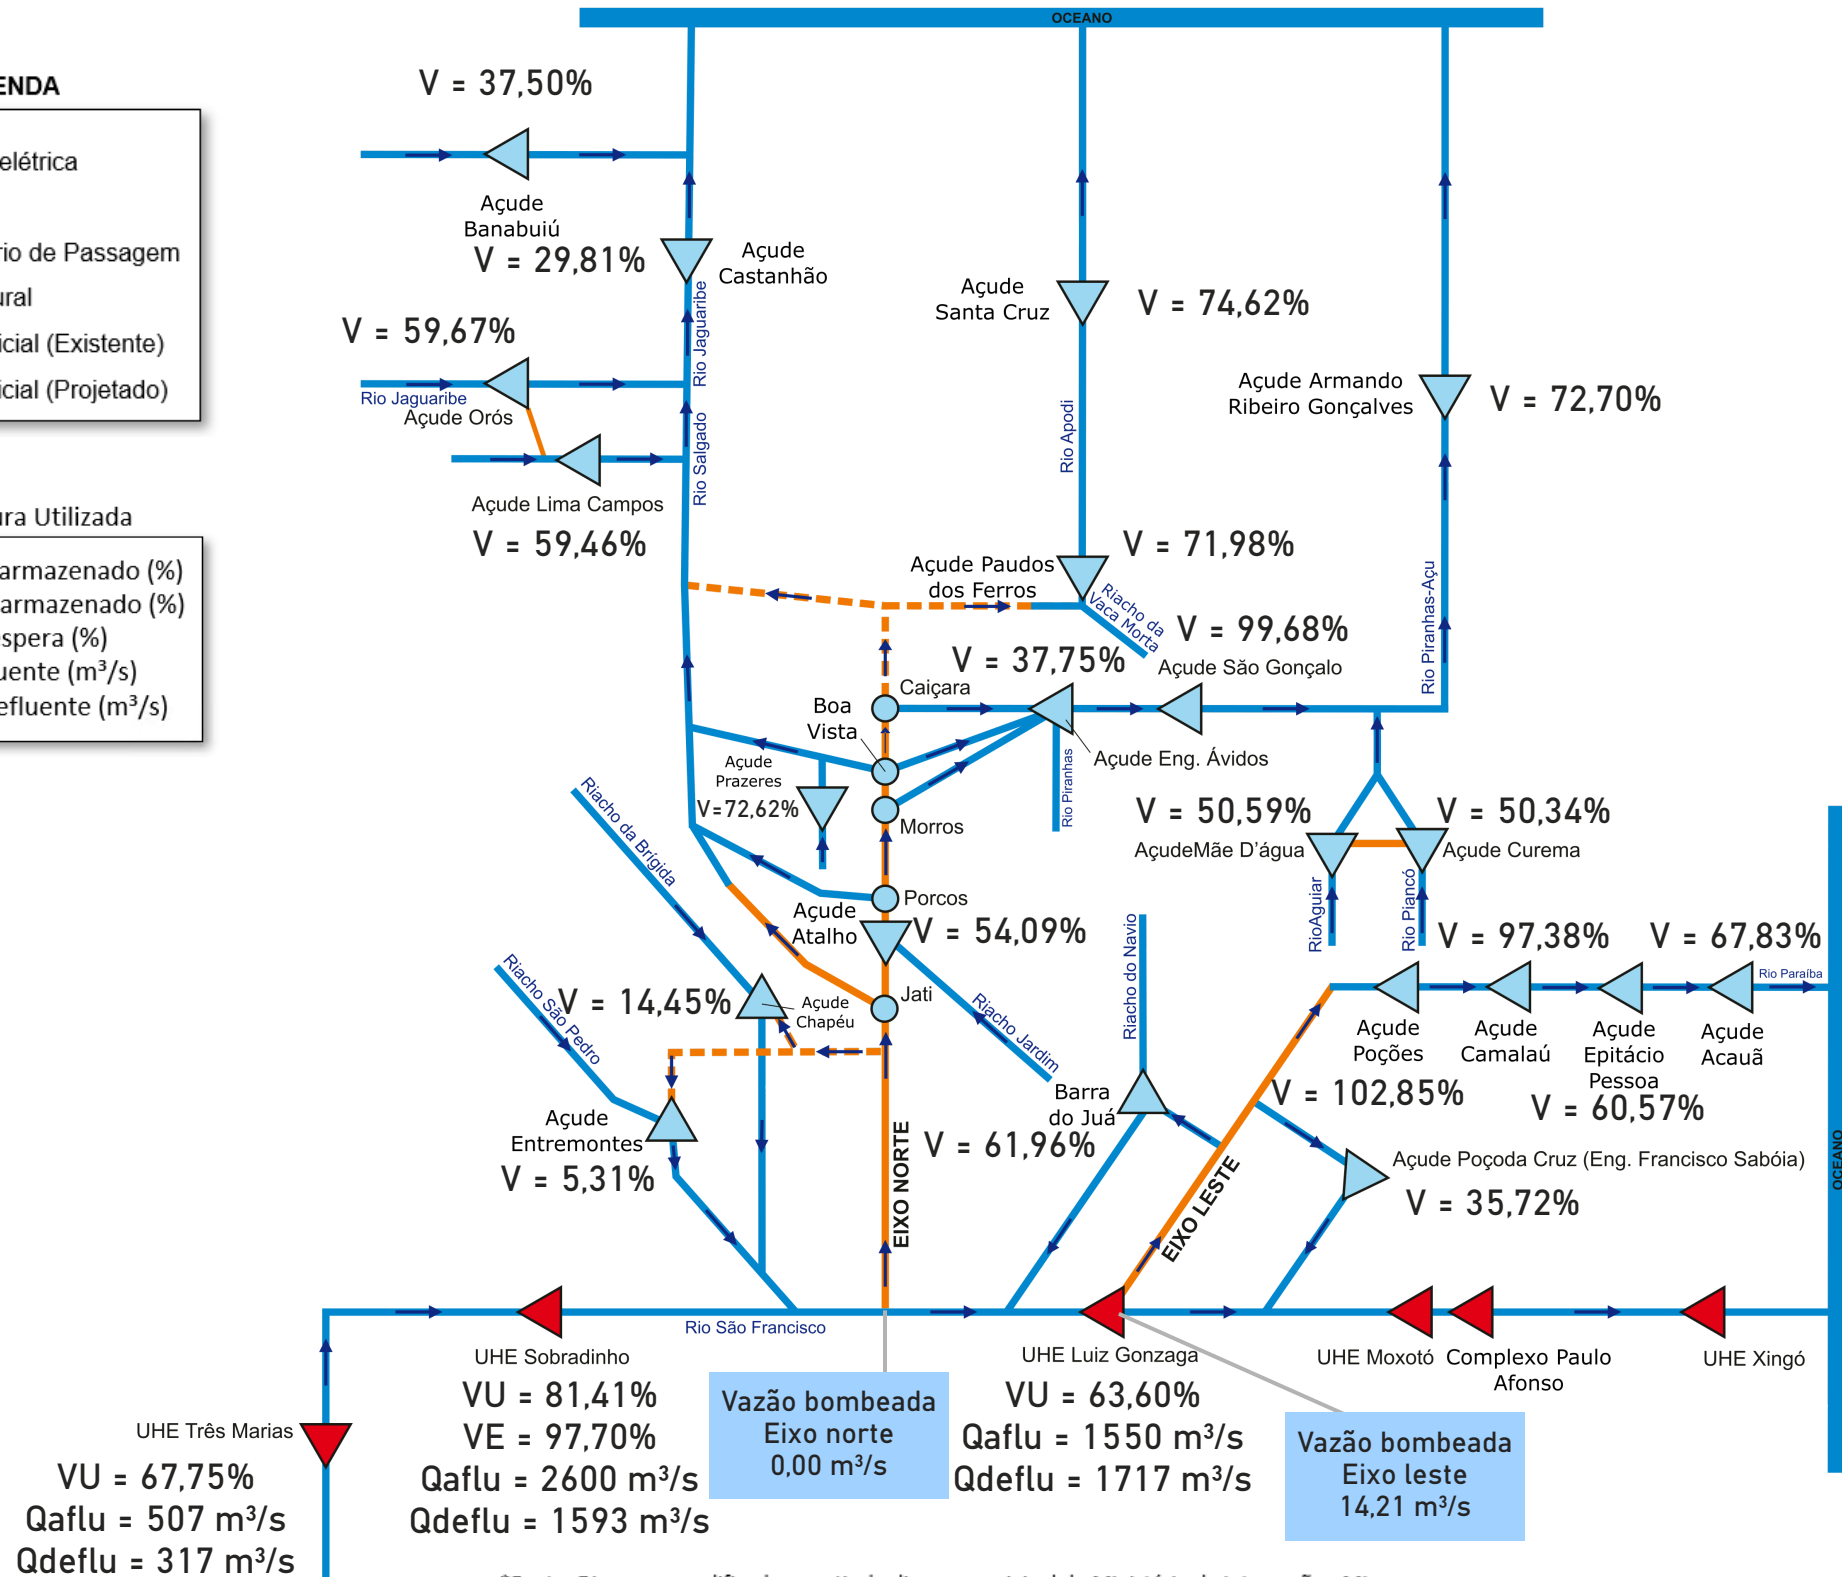 OCEANO
ENDA
elétrica
rio de Passagem
ural
icial (Existente)
icial (Projetado)
ura Utilizada
armazenado (%)
armazenado (%)
espera (%)
uente (m³/s)
efluente (m³/s)
V = 37,50%
Açude
Banabuiú
V = 29,81%
Açude
Castanhão
V = 59,67%
Rio Jaguaribe
Açude Orós
Rio Jaguaribe
Rio Salgado
Açude Lima Campos
V = 59,46%
Açude
Santa Cruz
V = 74,62%
Rio Apodi
Açude Armando
Ribeiro Gonçalves
V = 72,70%
Rio Piranhas-Açu
Açude Paudos
dos Ferros
V = 71,98%
Riacho da
Vaca Morta
V = 99,68%
Açude São Gonçalo
V = 37,75%
Caiçara
Boa
Vista
Açude Eng. Ávidos
Rio Piranhas
Açude
Prazeres
V=72,62%
Morros
Porcos
Riacho da Brígida
Açude
Atalho
V = 54,09%
Jati
Riacho Jardim
Riacho São Pedro
V = 14,45%
Açude
Chapéu
Açude
Entremontes
V = 5,31%
EIXO NORTE
V = 50,59%
AçudeMãe D'água
RioAguiar
V = 50,34%
Açude Curema
Rio Piancó
V = 97,38%
V = 67,83%
Rio Paraíba
Açude
Poções
Açude
Camalaú
Açude
Epitácio
Pessoa
Açude
Acauã
V = 102,85%
V = 60,57%
Riacho do Navio
Barra
do Juá
V = 61,96%
EIXO LESTE
Açude Poçoda Cruz (Eng. Francisco Sabóia)
V = 35,72%
OCEANO
Rio São Francisco
UHE Sobradinho
VU = 81,41%
VE = 97,70%
Qaflu = 2600 m³/s
Qdeflu = 1593 m³/s
Vazão bombeada
Eixo norte
0,00 m³/s
UHE Luiz Gonzaga
VU = 63,60%
Qaflu = 1550 m³/s
Qdeflu = 1717 m³/s
Vazão bombeada
Eixo leste
14,21 m³/s
UHE Moxotó
Complexo Paulo
Afonso
UHE Xingó
UHE Três Marias
VU = 67,75%
Qaflu = 507 m³/s
Qdeflu = 317 m³/s